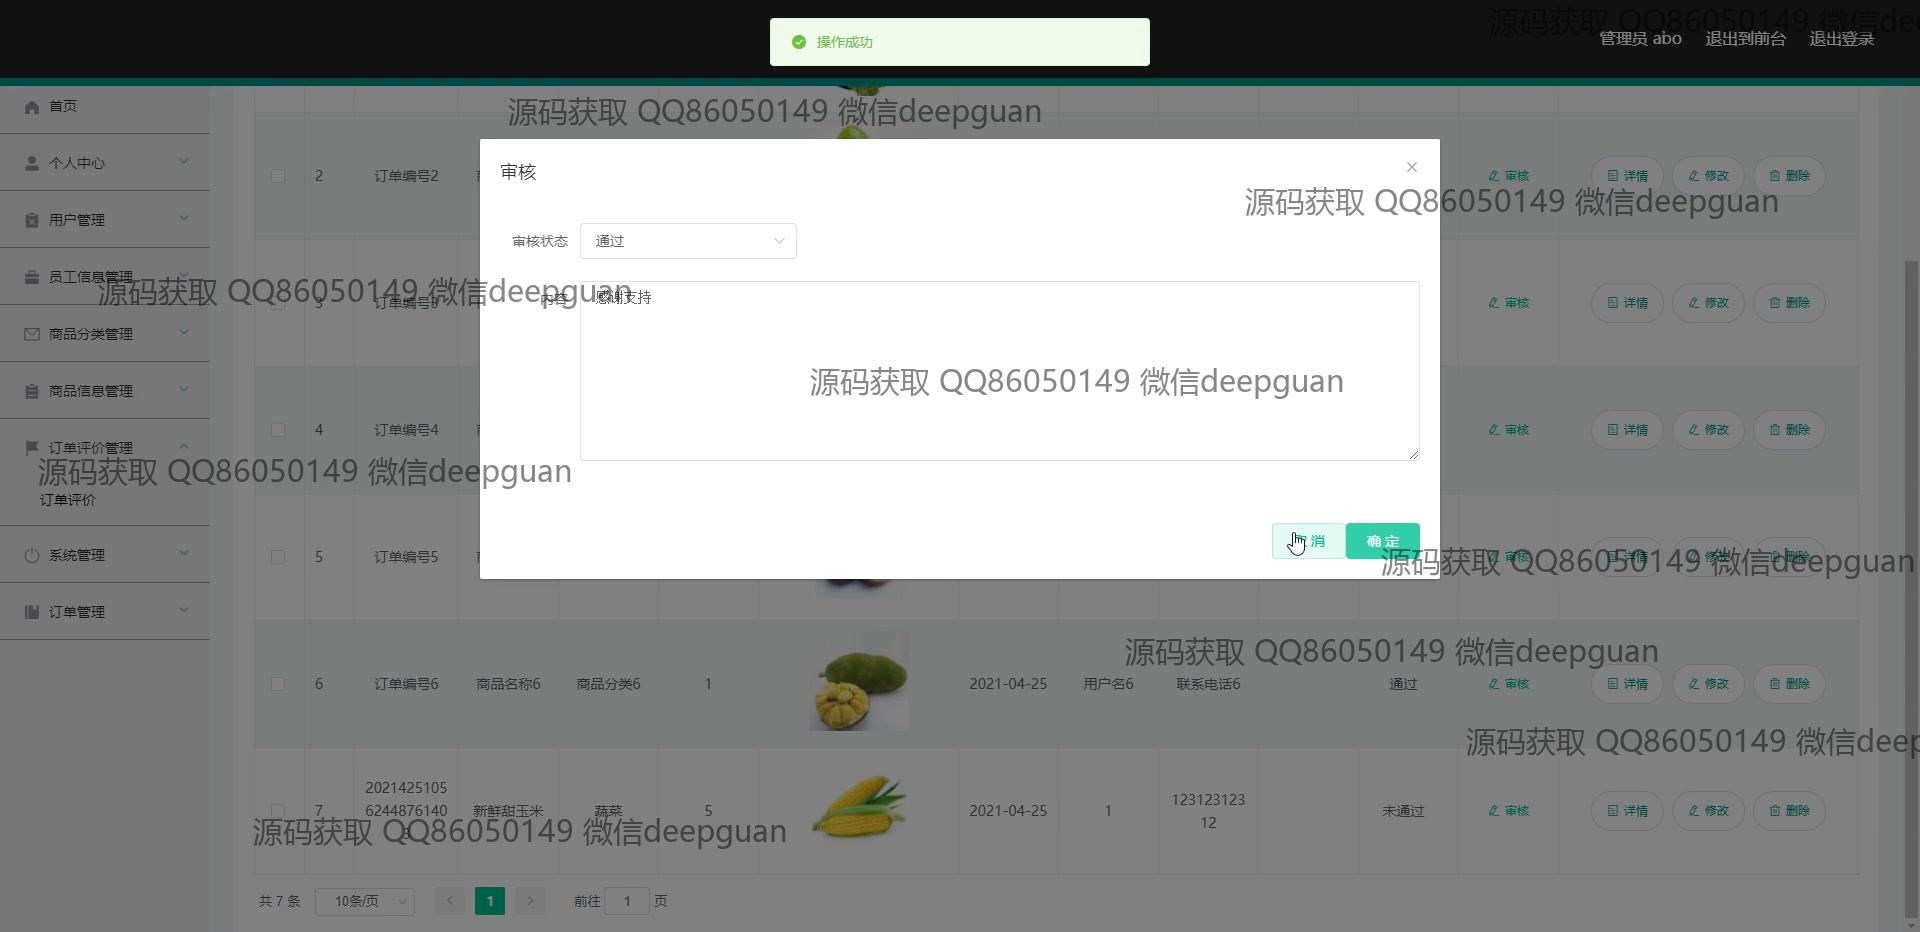 操作成功
源码获取 QQ86050149 微信dee
管理员 abo 退出到前台 退出登录
首页
源码获取 QQ86050149 微信deepguan
个人中心
2 订单编号2
审核
审核 详情 修改 删除
源码获取 QQ86050149 微信deepguan
用户管理
审核状态 通过
员工信息管理
源码获取 QQ86050149 微信deepguan
3 订单编号3
内容 感谢支持
审核 详情 修改 删除
商品分类管理
源码获取 QQ86050149 微信deepguan
商品信息管理
4 订单编号4
审核 详情 修改 删除
订单评价管理
源码获取 QQ86050149 微信deepguan
订单评价
取消 确定
系统管理
5 订单编号5
审核 详情 修改 删除
源码获取 QQ86050149 微信deepguan
订单管理
源码获取 QQ86050149 微信deepguan
6 订单编号6 商品名称6 商品分类6 1 2021-04-25 用户名6 联系电话6 通过 审核 详情 修改 删除
源码获取 QQ86050149 微信deep
2021425105
6244876140
7 新鲜甜玉米 蔬菜 5 2021-04-25 1 123123123
12 未通过 审核 详情 修改 删除
源码获取 QQ86050149 微信deepguan
共 7 条 10条/页 1 前往 1 页